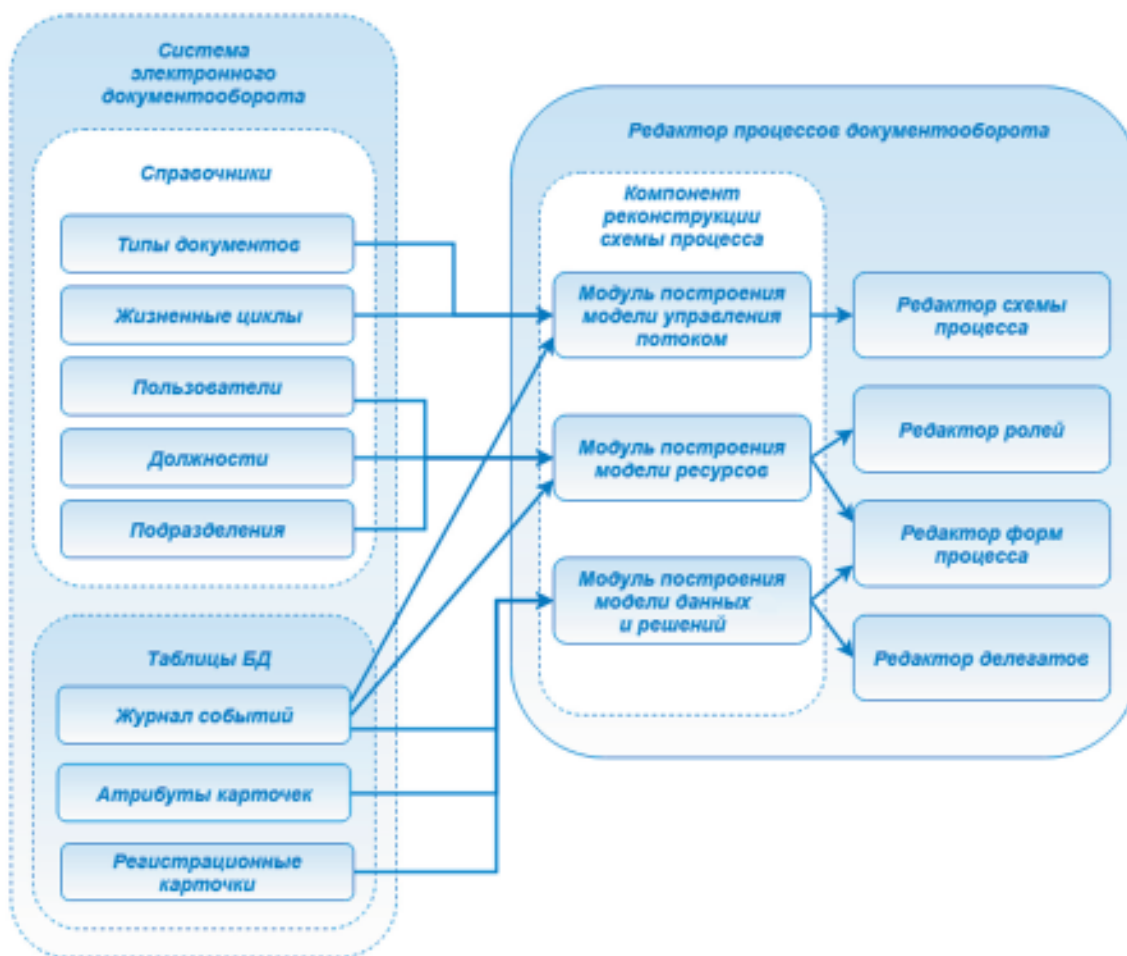 Система
электронного
документооборота
Справочники
Типы документов
Жизненные циклы
Пользователи
Должности
Подразделения
Таблицы БД
Журнал событий
Атрибуты карточек
Регистрационные
карточки
Редактор процессов документооборота
Компонент
реконструкции
схемы процесса
Модуль построения
модели управления
потоком
Модуль построения
модели ресурсов
Модуль построения
модели данных
и решений
Редактор схемы
процесса
Редактор ролей
Редактор форм
процесса
Редактор делегатов